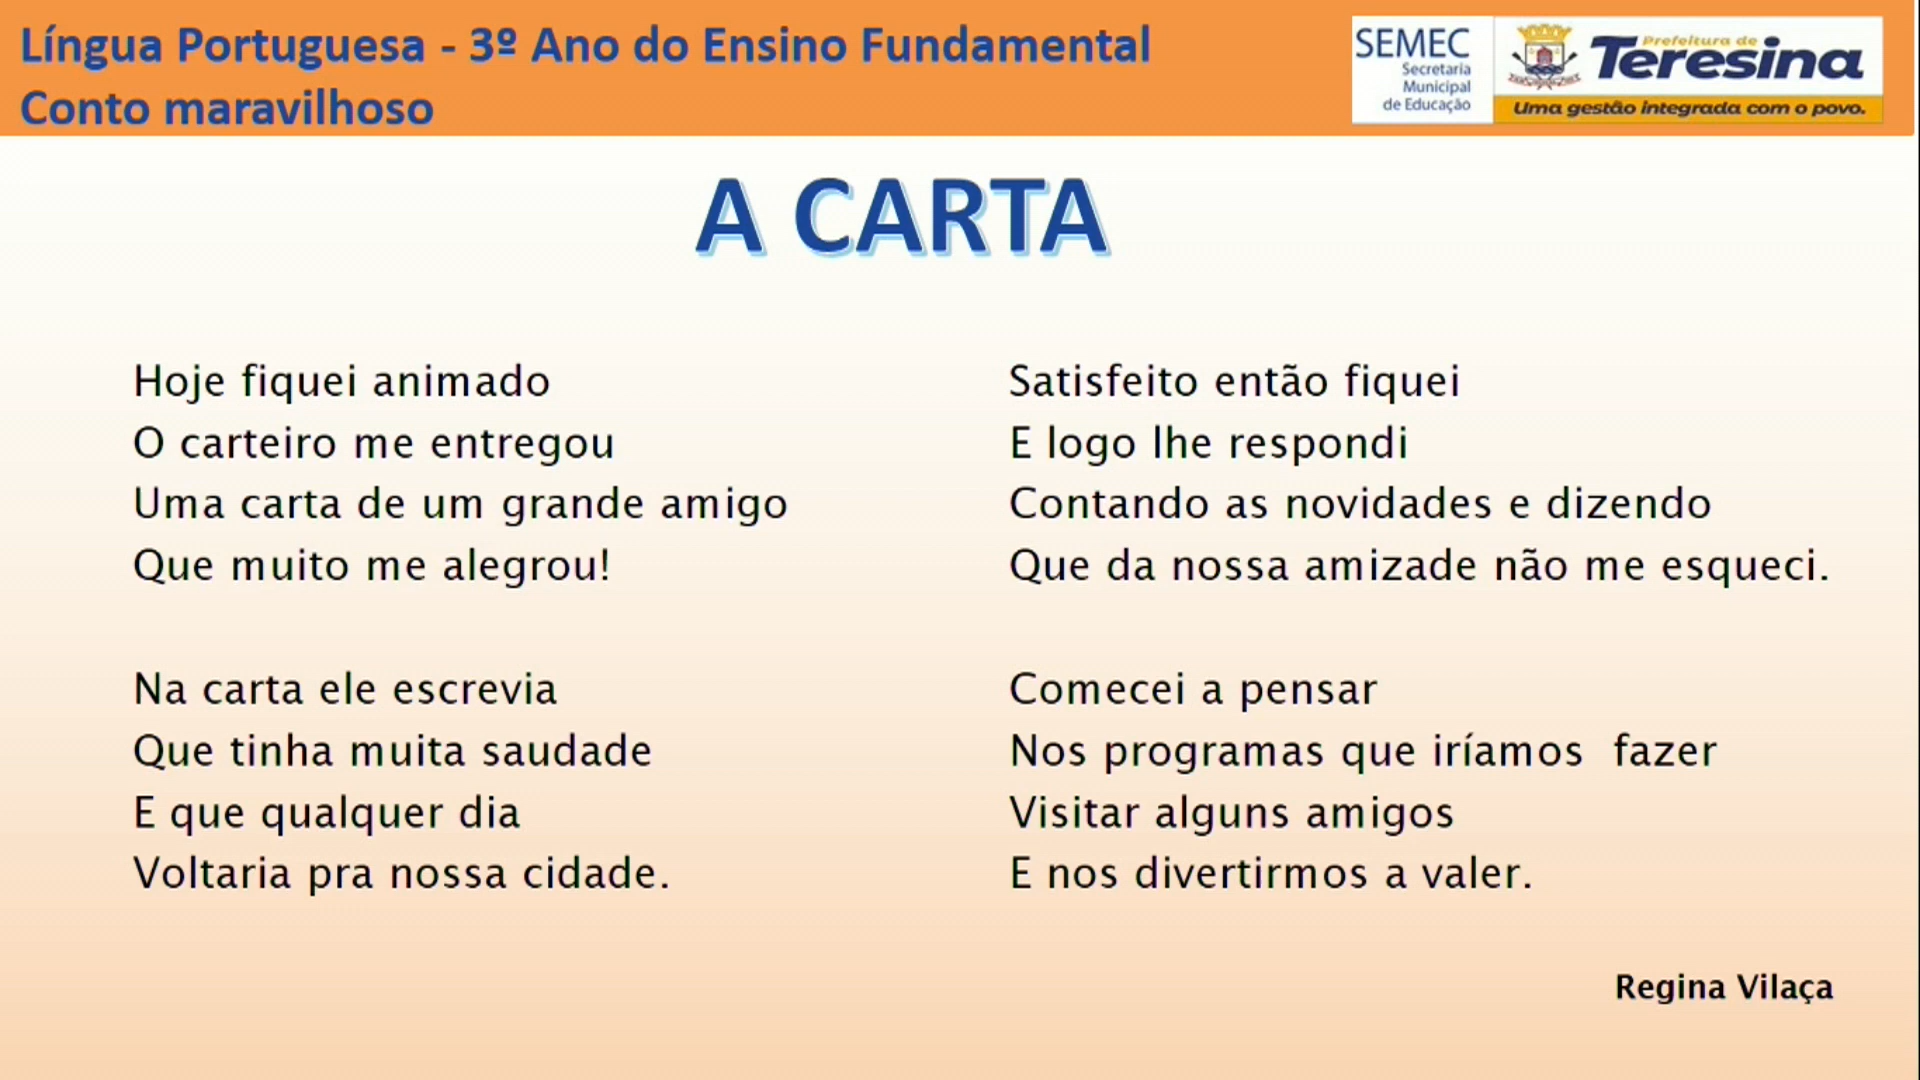 Língua Portuguesa - 3º Ano do Ensino Fundamental
Conto maravilhoso
SEMEC
Secretaria
Municipal
de Educação
Prefeitura de
Teresina
Uma gestão integrada com o povo.
A CARTA
Hoje fiquei animado
O carteiro me entregou
Uma carta de um grande amigo
Que muito me alegrou!
Na carta ele escrevia
Que tinha muita saudade
E que qualquer dia
Voltaria pra nossa cidade.
Satisfeito então fiquei
E logo lhe respondi
Contando as novidades e dizendo
Que da nossa amizade não me esqueci.
Comecei a pensar
Nos programas que iríamos  fazer
Visitar alguns amigos
E nos divertirmos a valer.
Regina Vilaça